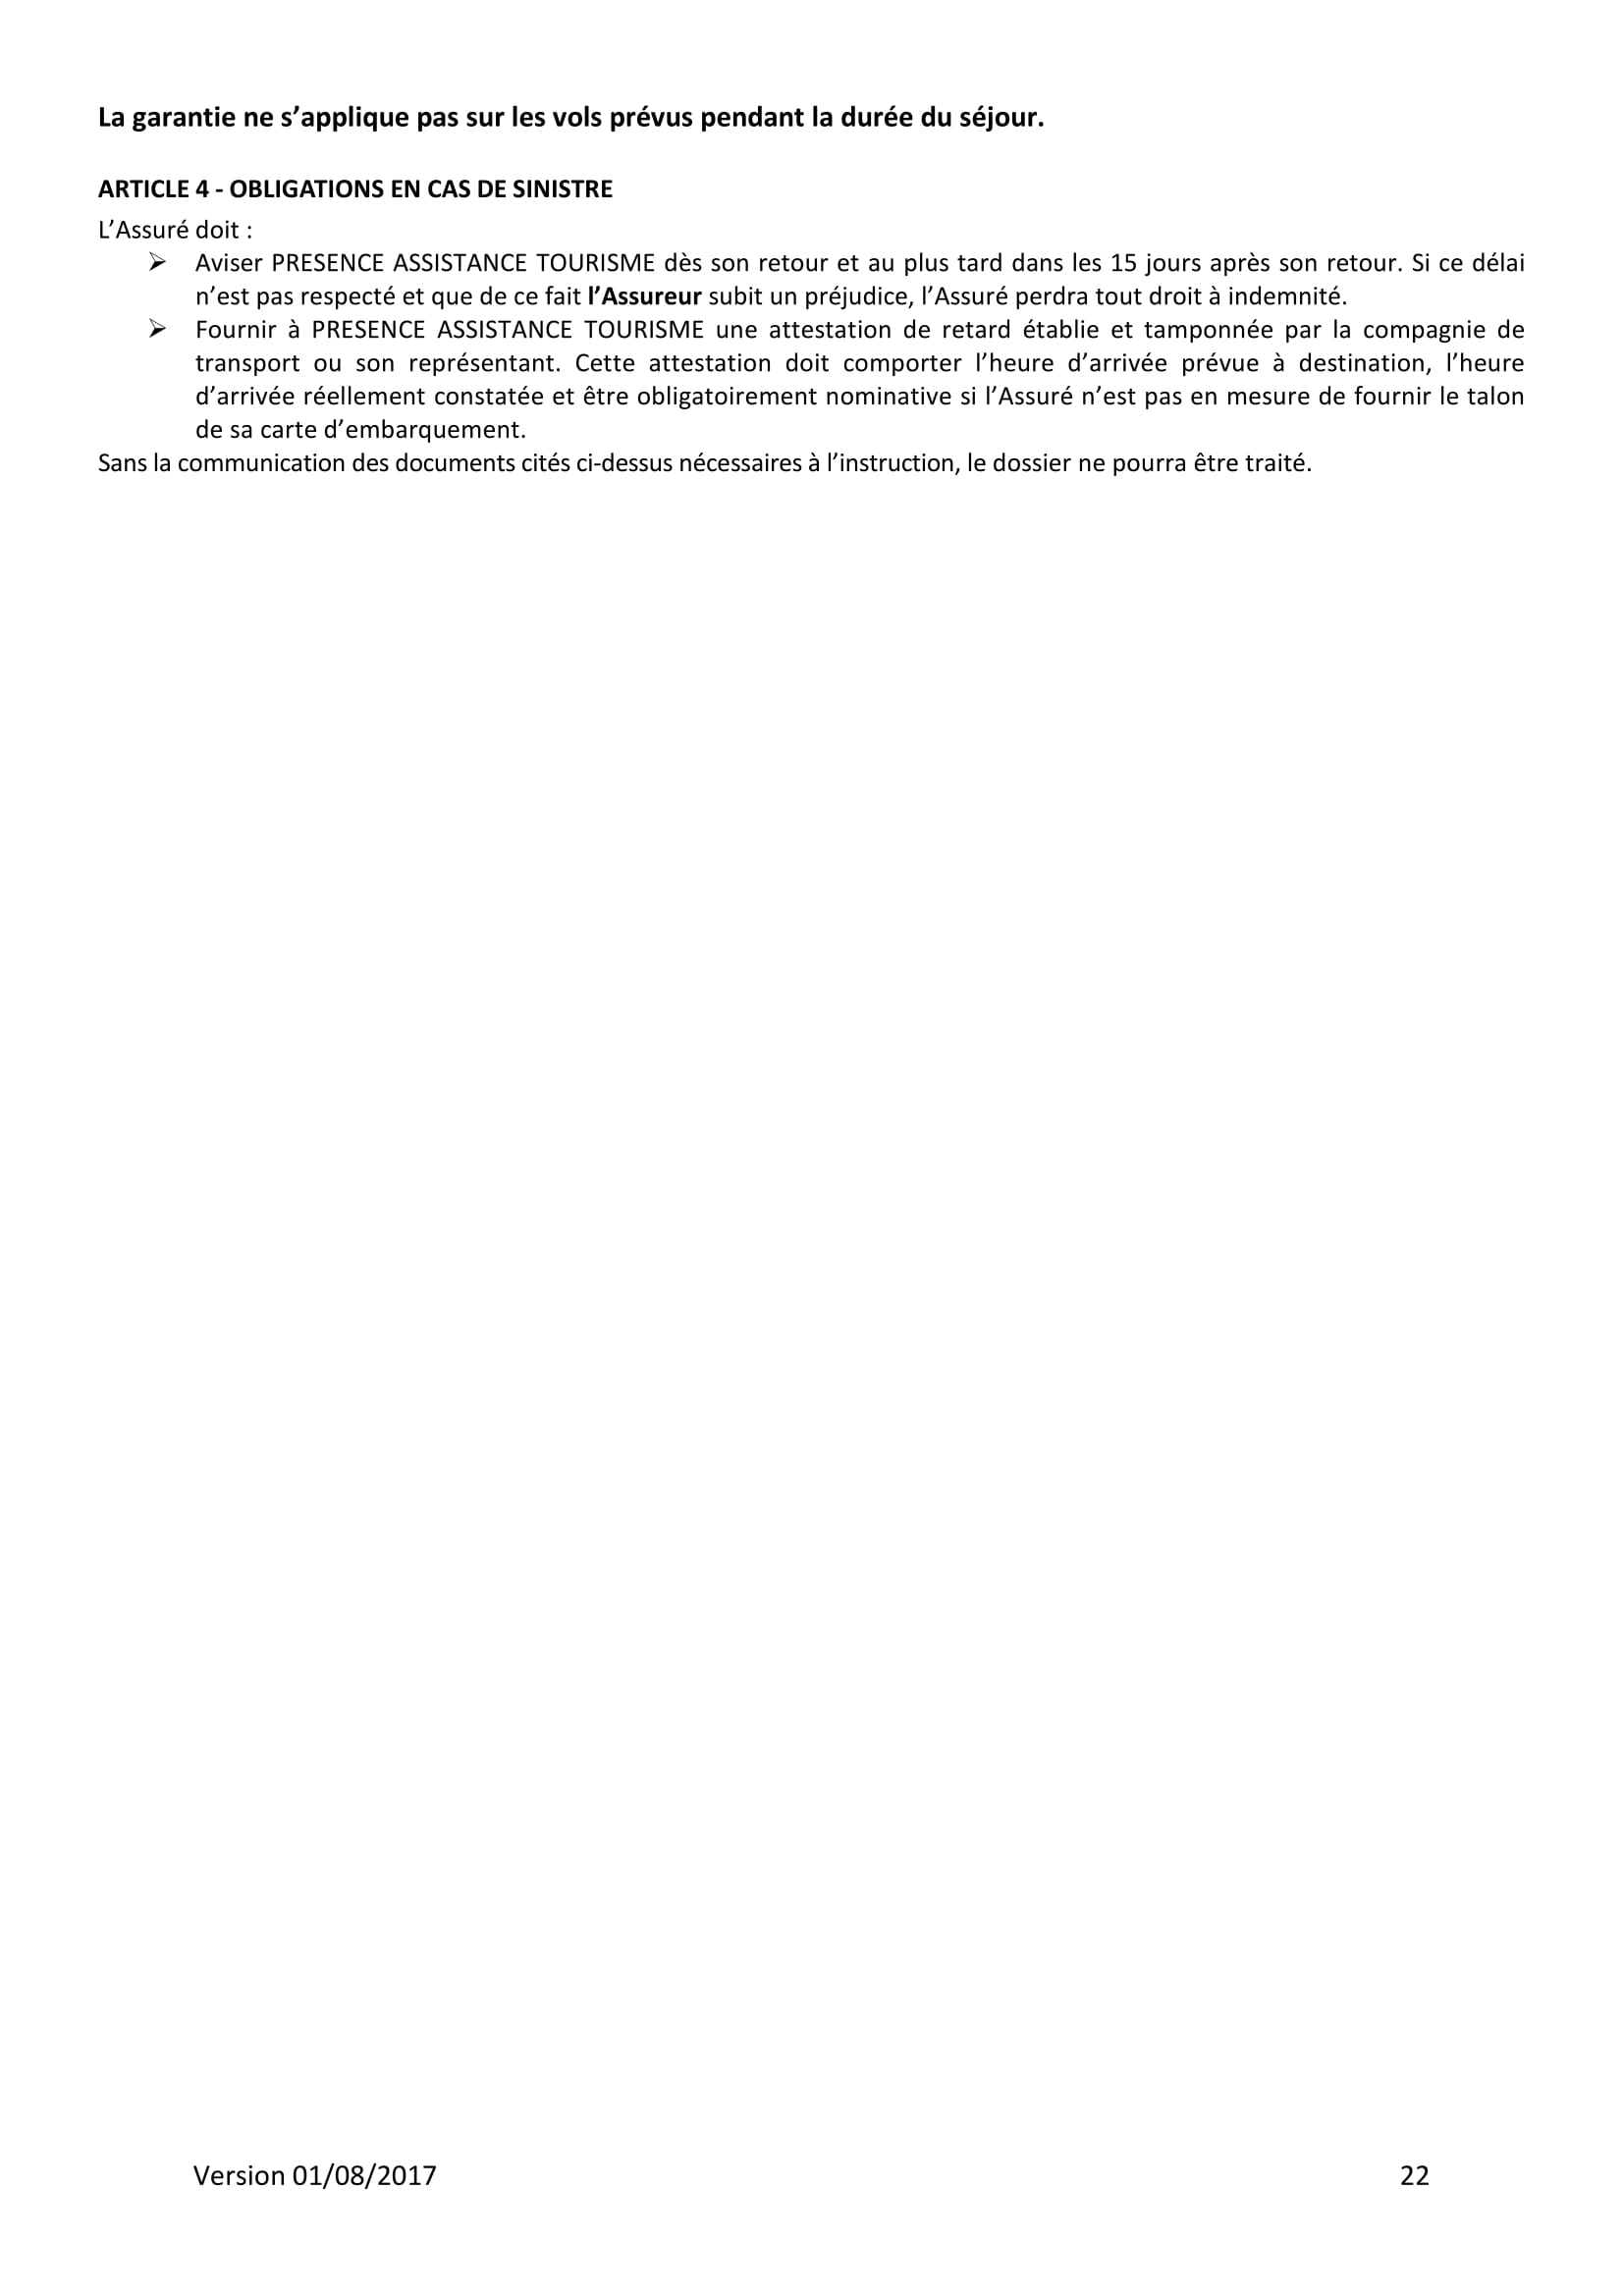 La garantie ne s’applique pas sur les vols prévus pendant la durée du séjour.
ARTICLE 4 - OBLIGATIONS EN CAS DE SINISTRE
L’Assuré doit :
➢ Aviser PRESENCE ASSISTANCE TOURISME dès son retour et au plus tard dans les 15 jours après son retour. Si ce délai
n’est pas respecté et que de ce fait l’Assureur subit un préjudice, l’Assuré perdra tout droit à indemnité.
➢ Fournir à PRESENCE ASSISTANCE TOURISME une attestation de retard établie et tamponnée par la compagnie de
transport ou son représentant. Cette attestation doit comporter l’heure d’arrivée prévue à destination, l’heure
d’arrivée réellement constatée et être obligatoirement nominative si l’Assuré n’est pas en mesure de fournir le talon
de sa carte d’embarquement.
Sans la communication des documents cités ci-dessus nécessaires à l’instruction, le dossier ne pourra être traité.
Version 01/08/2017 22